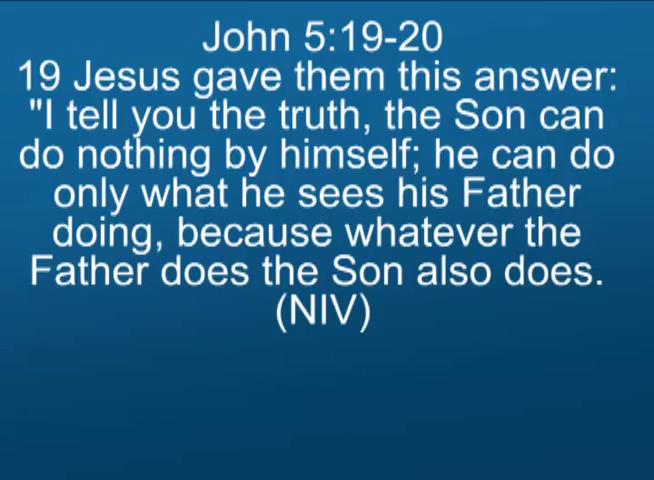 John 5:19-20
19 Jesus gave them this answer:
"I tell you the truth, the Son can
do nothing by himself; he can do
only what he sees his Father
doing, because whatever the
Father does the Son also does.
(NIV)